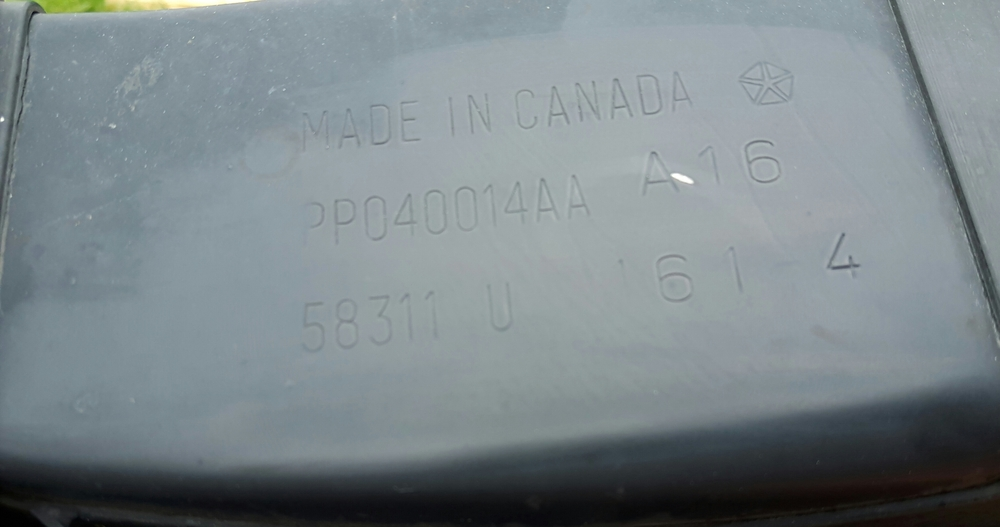 MADE IN CANADA
PP040014AA A16
58311 U 161 4